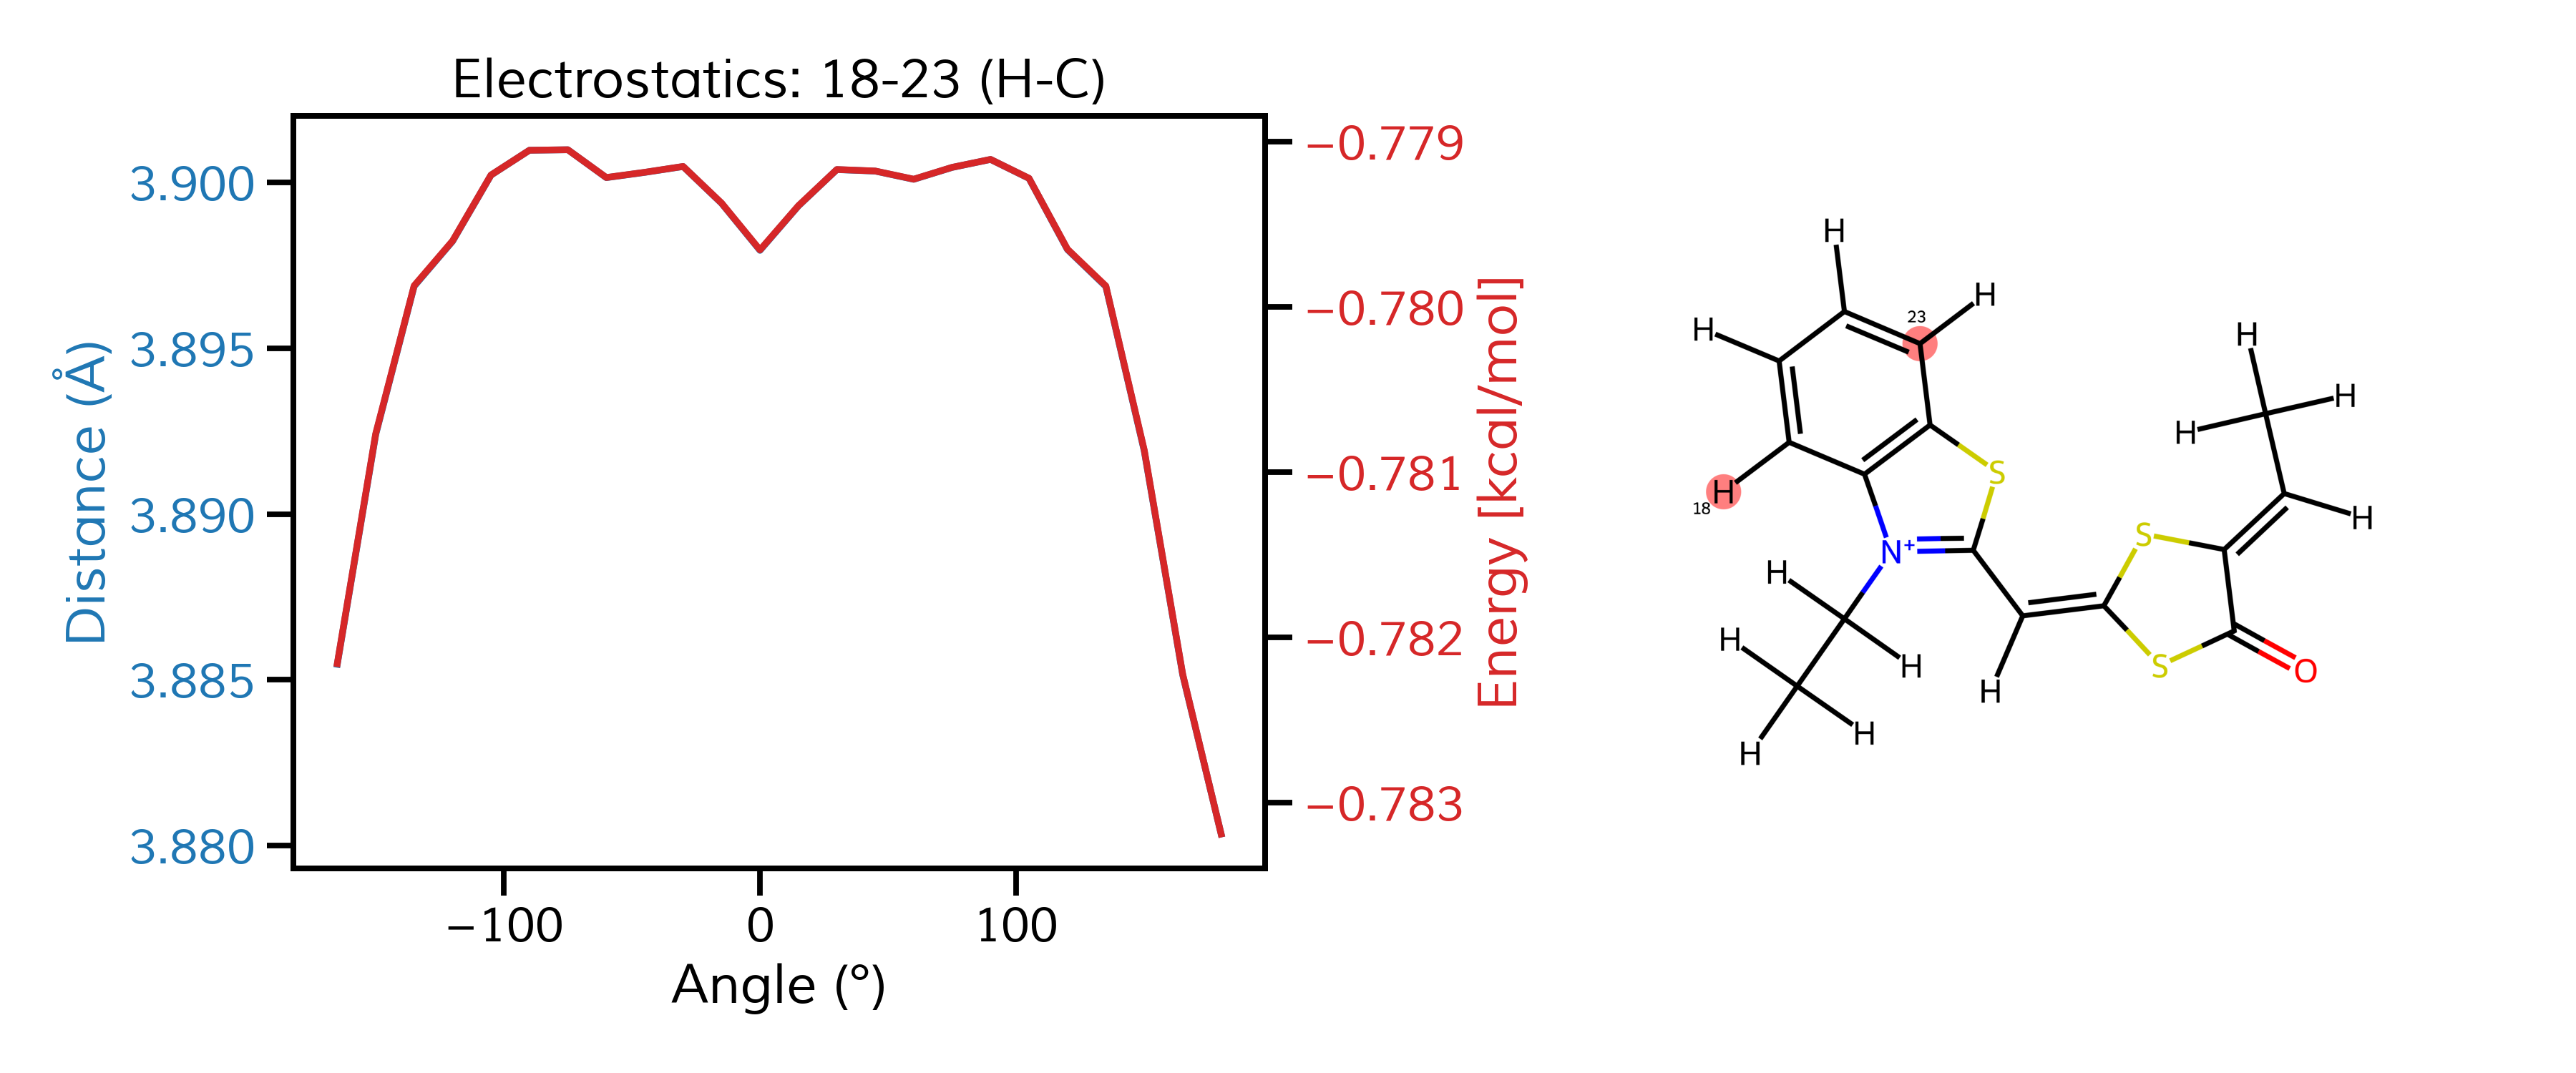 Electrostatics: 18-23 (H-C)
3.900
3.895
3.890
3.885
3.880
Distance (Å)
−0.779
−0.780
−0.781
−0.782
−0.783
Energy [kcal/mol]
−100
0
100
Angle (°)
H
H
23
H
H
H
H
H
S
18
H
H
S
N+
H
H
H
S
O
H
H
H